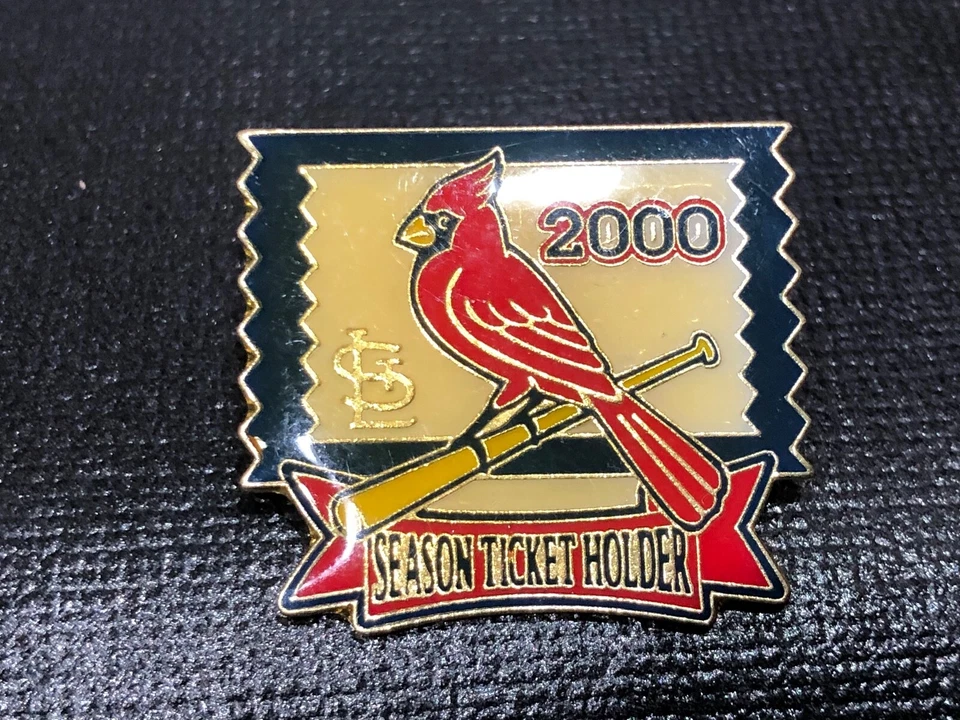 2000
STL
SEASON TICKET HOLDER